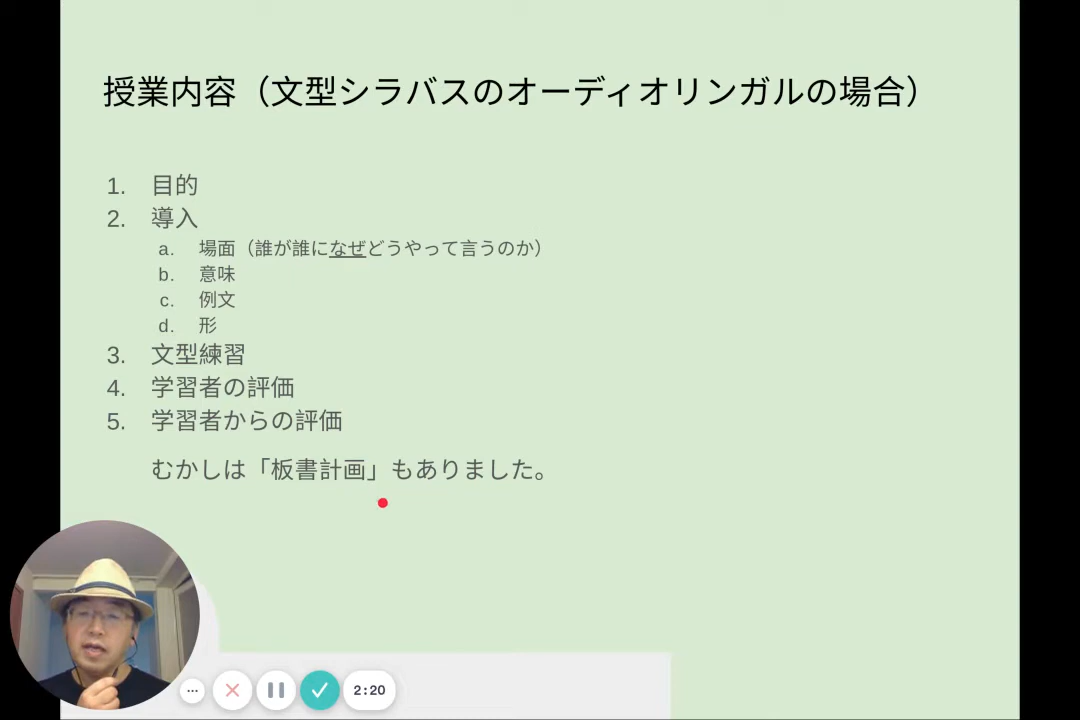 授業内容（文型シラバスのオーディオリンガルの場合）
1. 目的
2. 導入
a. 場面（誰が誰になぜどうやって言うのか）
b. 意味
c. 例文
d. 形
3. 文型練習
4. 学習者の評価
5. 学習者からの評価
むかしは「板書計画」もありました。
2:20